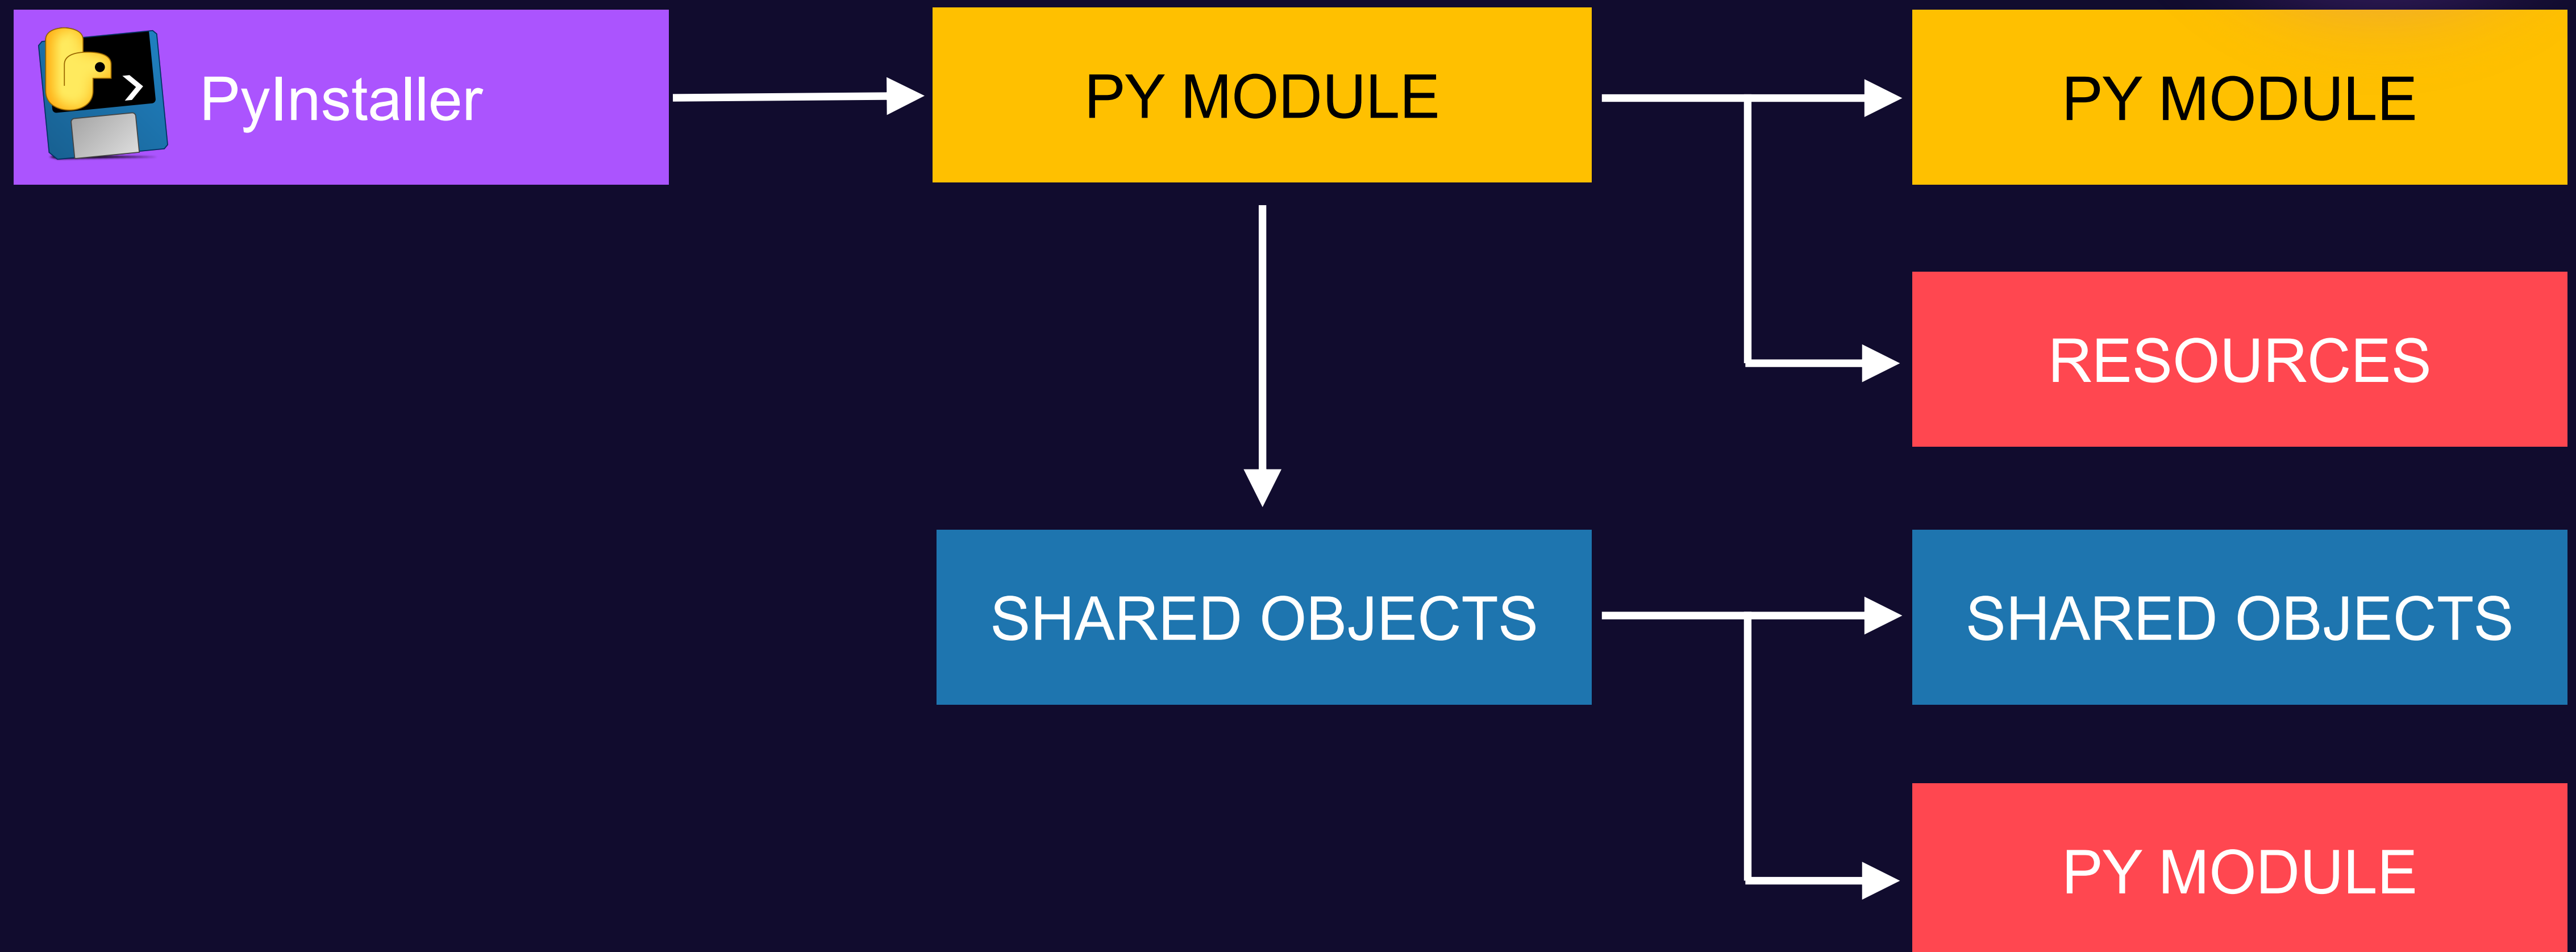 PyInstaller
PY MODULE
PY MODULE
RESOURCES
SHARED OBJECTS
SHARED OBJECTS
PY MODULE